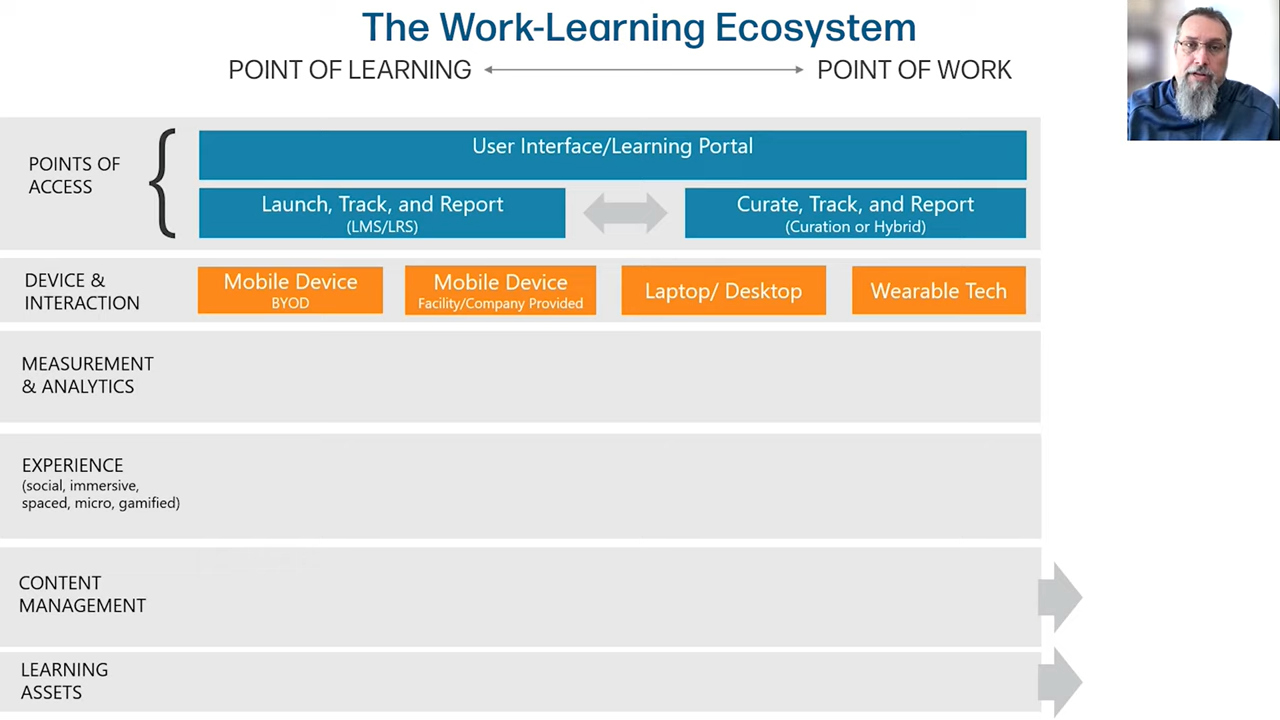 The Work-Learning Ecosystem
POINT OF LEARNING
POINT OF WORK
POINTS OF
ACCESS
User Interface/Learning Portal
Launch, Track, and Report
(LMS/LRS)
Curate, Track, and Report
(Curation or Hybrid)
DEVICE &
INTERACTION
Mobile Device
BYOD
Mobile Device
Facility/Company Provided
Laptop/ Desktop
Wearable Tech
MEASUREMENT
& ANALYTICS
EXPERIENCE
(social, immersive,
spaced, micro, gamified)
CONTENT
MANAGEMENT
LEARNING
ASSETS